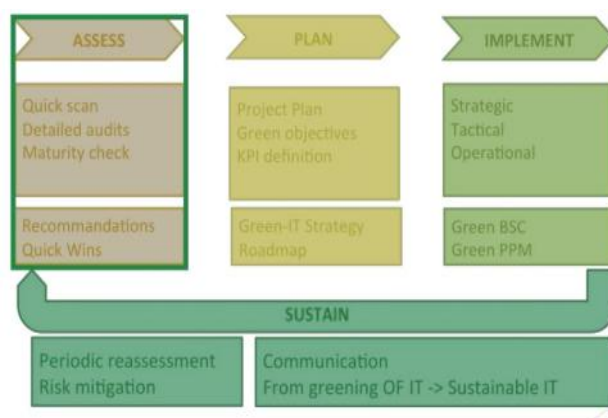 ASSESS
PLAN
IMPLEMENT
Quick scan
Detailed audits
Maturity check
Project Plan
Green objectives
KPI definition
Strategic
Tactical
Operational
Recommandations
Quick Wins
Green-IT Strategy
Roadmap
Green BSC
Green PPM
SUSTAIN
Periodic reassessment
Risk mitigation
Communication
From greening OF IT -> Sustainable IT